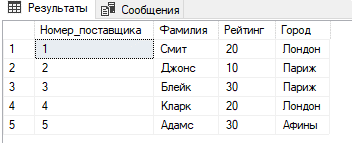 Результаты Сообщения
Номер_поставщика Фамилия Рейтинг Город
1 1 Смит 20 Лондон
2 2 Джонс 10 Париж
3 3 Блейк 30 Париж
4 4 Кларк 20 Лондон
5 5 Адамс 30 Афины